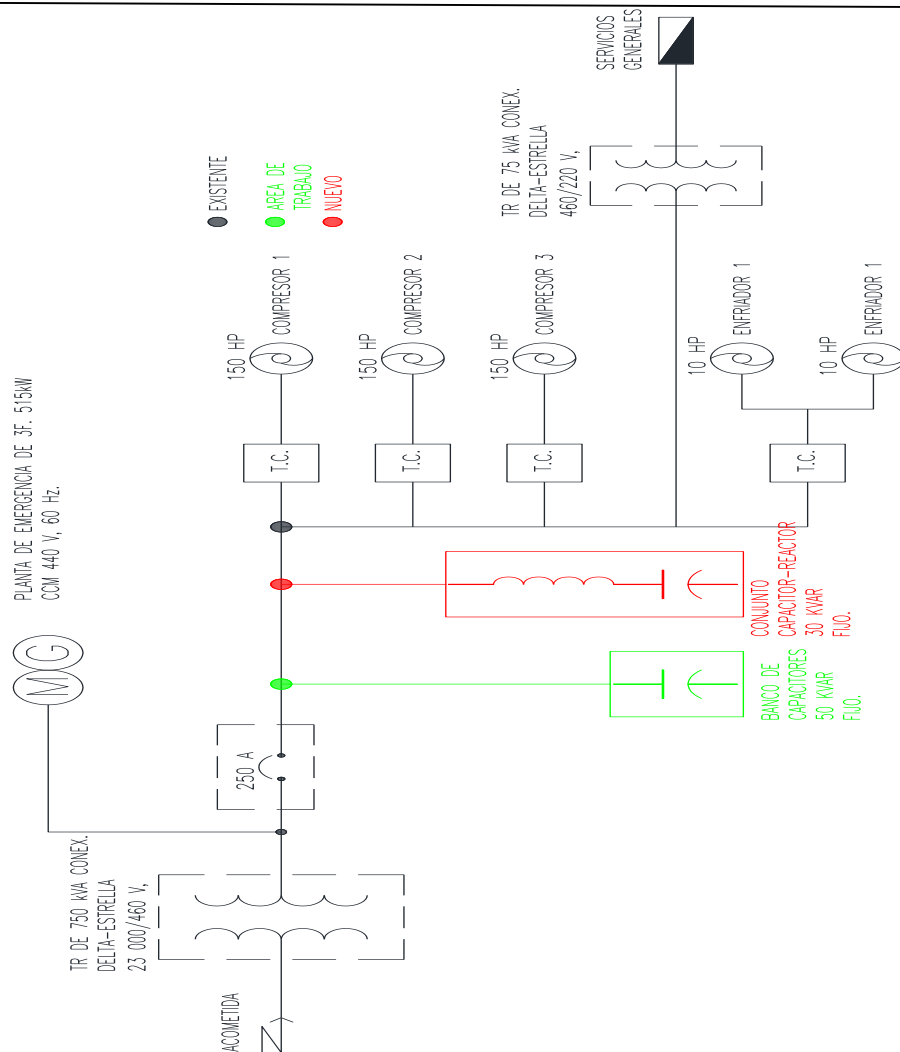 ACOMETIDA
TR DE 750 kVA CONEX.
DELTA-ESTRELLA
23 000/460 V,
PLANTA DE EMERGENCIA DE 3F. 515kW
CCM 440 V, 60 Hz.
M
G
250 A
BANCO DE
CAPACITORES
50 KVAR
FIJO.
CONJUNTO
CAPACITOR-REACTOR
30 KVAR
FIJO.
T.C.
150 HP
COMPRESOR 1
T.C.
150 HP
COMPRESOR 2
T.C.
150 HP
COMPRESOR 3
TR DE 75 kVA CONEX.
DELTA-ESTRELLA
460/220 V,
SERVICIOS
GENERALES
T.C.
10 HP
ENFRIADOR 1
10 HP
ENFRIADOR 1
EXISTENTE
AREA DE
TRABAJO
NUEVO